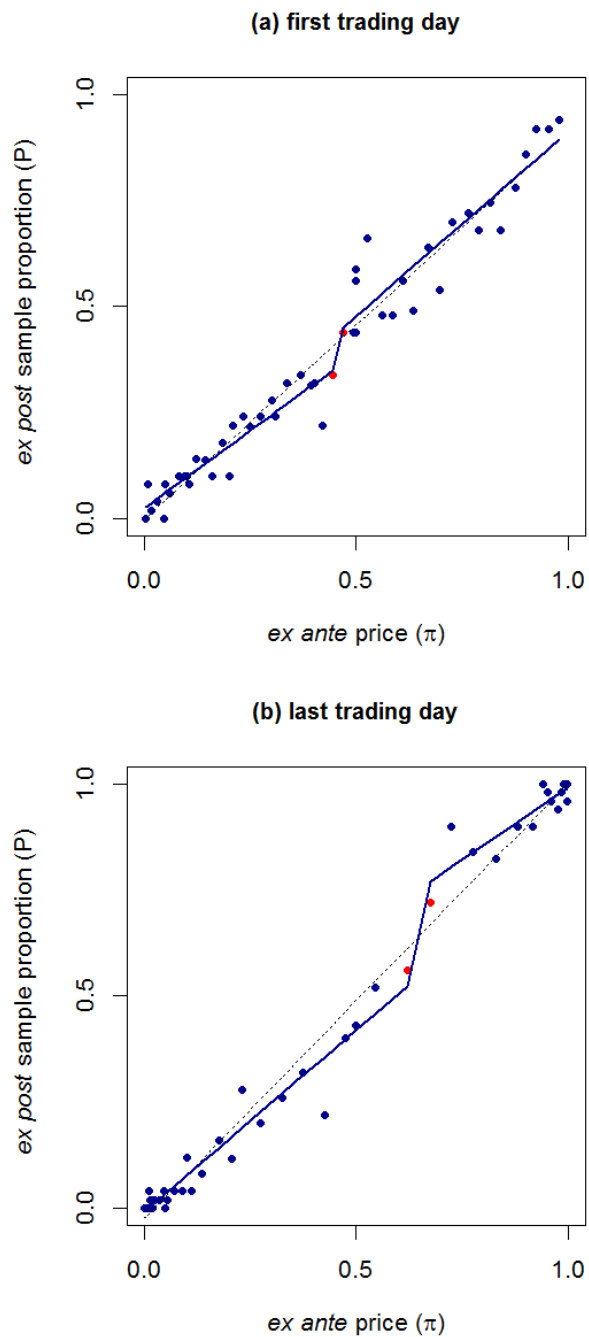 (a) first trading day
ex post sample proportion (P)
1.0
0.5
0.0
0.0 0.5 1.0
ex ante price (π)
(b) last trading day
ex post sample proportion (P)
1.0
0.5
0.0
0.0 0.5 1.0
ex ante price (π)